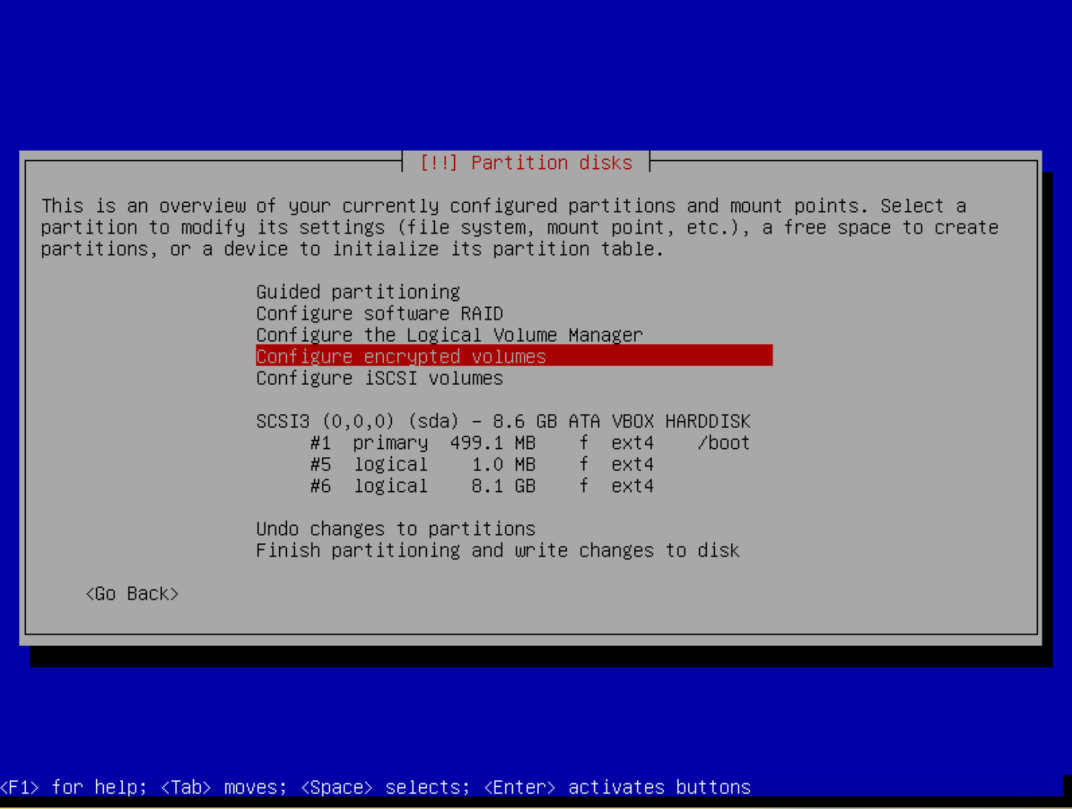 [!!] Partition disks
This is an overview of your currently configured partitions and mount points. Select a
partition to modify its settings (file system, mount point, etc.), a free space to create
partitions, or a device to initialize its partition table.
Guided partitioning
Configure software RAID
Configure the Logical Volume Manager
Configure encrypted volumes
Configure iSCSI volumes
SCSI3 (0,0,0) (sda) - 8.6 GB ATA VBOX HARDDISK
#1 primary 499.1 MB f ext4 /boot
#5 logical 1.0 MB f ext4
#6 logical 8.1 GB f ext4
Undo changes to partitions
Finish partitioning and write changes to disk
<Go Back>
<F1> for help; <Tab> moves; <Space> selects; <Enter> activates buttons